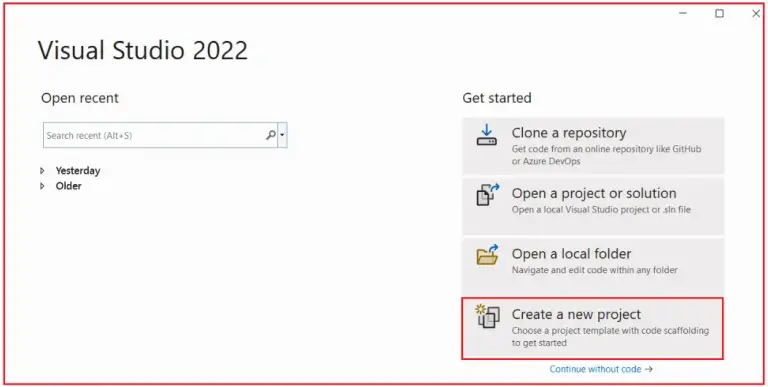 Visual Studio 2022
Open recent
Search recent (Alt+S)
Yesterday
Older
Get started
Clone a repository
Get code from an online repository like GitHub
or Azure DevOps
Open a project or solution
Open a local Visual Studio project or .sln file
Open a local folder
Navigate and edit code within any folder
Create a new project
Choose a project template with code scaffolding
to get started
Continue without code →